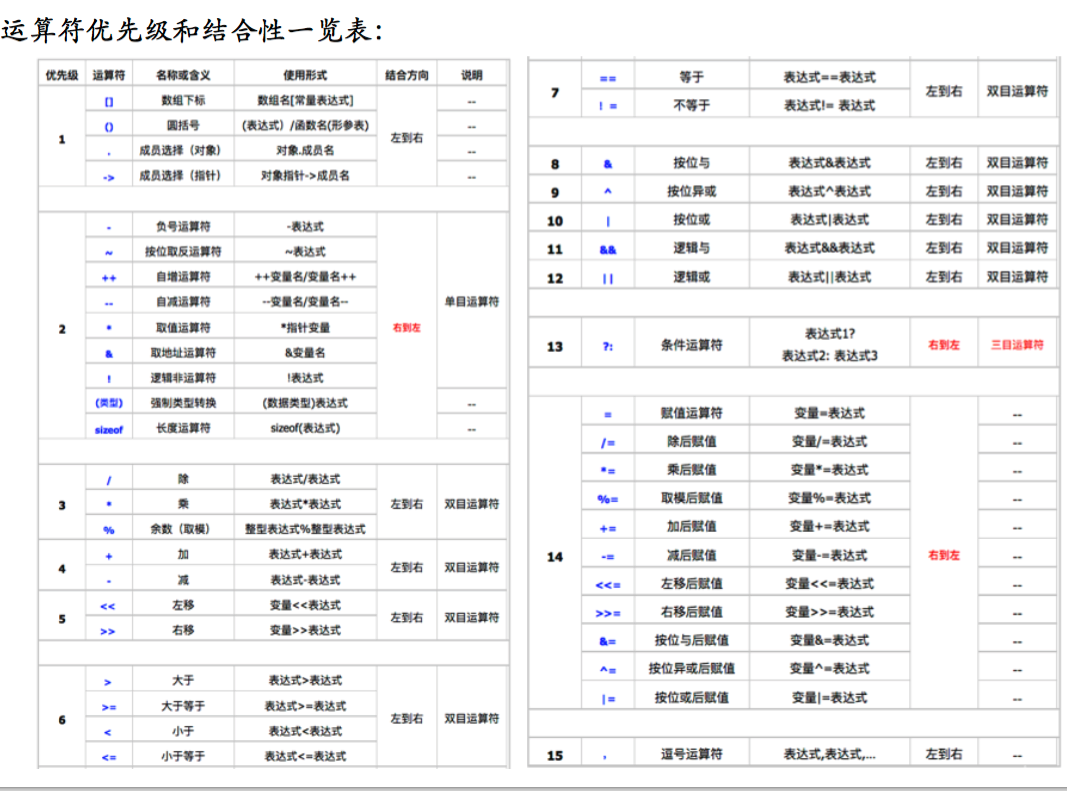 运算符优先级和结合性一览表:
优先级 运算符 名称或含义 使用形式 结合方向 说明
1 [] 数组下标 数组名[常量表达式] 左到右 --
() 圆括号 (表达式）/函数名(形参表) --
. 成员选择（对象） 对象.成员名 --
-> 成员选择（指针） 对象指针->成员名 --
2 - 负号运算符 -表达式 右到左 单目运算符
~ 按位取反运算符 ~表达式
++ 自增运算符 ++变量名/变量名++
-- 自减运算符 --变量名/变量名--
* 取值运算符 *指针变量
& 取地址运算符 &变量名
! 逻辑非运算符 !表达式
(类型) 强制类型转换 (数据类型)表达式 --
sizeof 长度运算符 sizeof(表达式) --
3 / 除 表达式/表达式 左到右 双目运算符
* 乘 表达式*表达式
% 余数（取模） 整型表达式%整型表达式
4 + 加 表达式+表达式 左到右 双目运算符
- 减 表达式-表达式
5 << 左移 变量<<表达式 左到右 双目运算符
>> 右移 变量>>表达式
6 > 大于 表达式>表达式 左到右 双目运算符
>= 大于等于 表达式>=表达式
< 小于 表达式<表达式
<= 小于等于 表达式<=表达式
7 == 等于 表达式==表达式 左到右 双目运算符
! = 不等于 表达式!= 表达式
8 & 按位与 表达式&表达式 左到右 双目运算符
9 ^ 按位异或 表达式^表达式 左到右 双目运算符
10 | 按位或 表达式|表达式 左到右 双目运算符
11 && 逻辑与 表达式&&表达式 左到右 双目运算符
12 || 逻辑或 表达式||表达式 左到右 双目运算符
13 ?: 条件运算符 表达式1? 右到左 三目运算符
表达式2: 表达式3
14 = 赋值运算符 变量=表达式 右到左 --
/= 除后赋值 变量/=表达式 --
*= 乘后赋值 变量*=表达式 --
%= 取模后赋值 变量%=表达式 --
+= 加后赋值 变量+=表达式 --
-= 减后赋值 变量-=表达式 --
<<= 左移后赋值 变量<<=表达式 --
>>= 右移后赋值 变量>>=表达式 --
&= 按位与后赋值 变量&=表达式 --
^= 按位异或后赋值 变量^=表达式 --
|= 按位或后赋值 变量|=表达式 --
15 , 逗号运算符 表达式,表达式,... 左到右 --